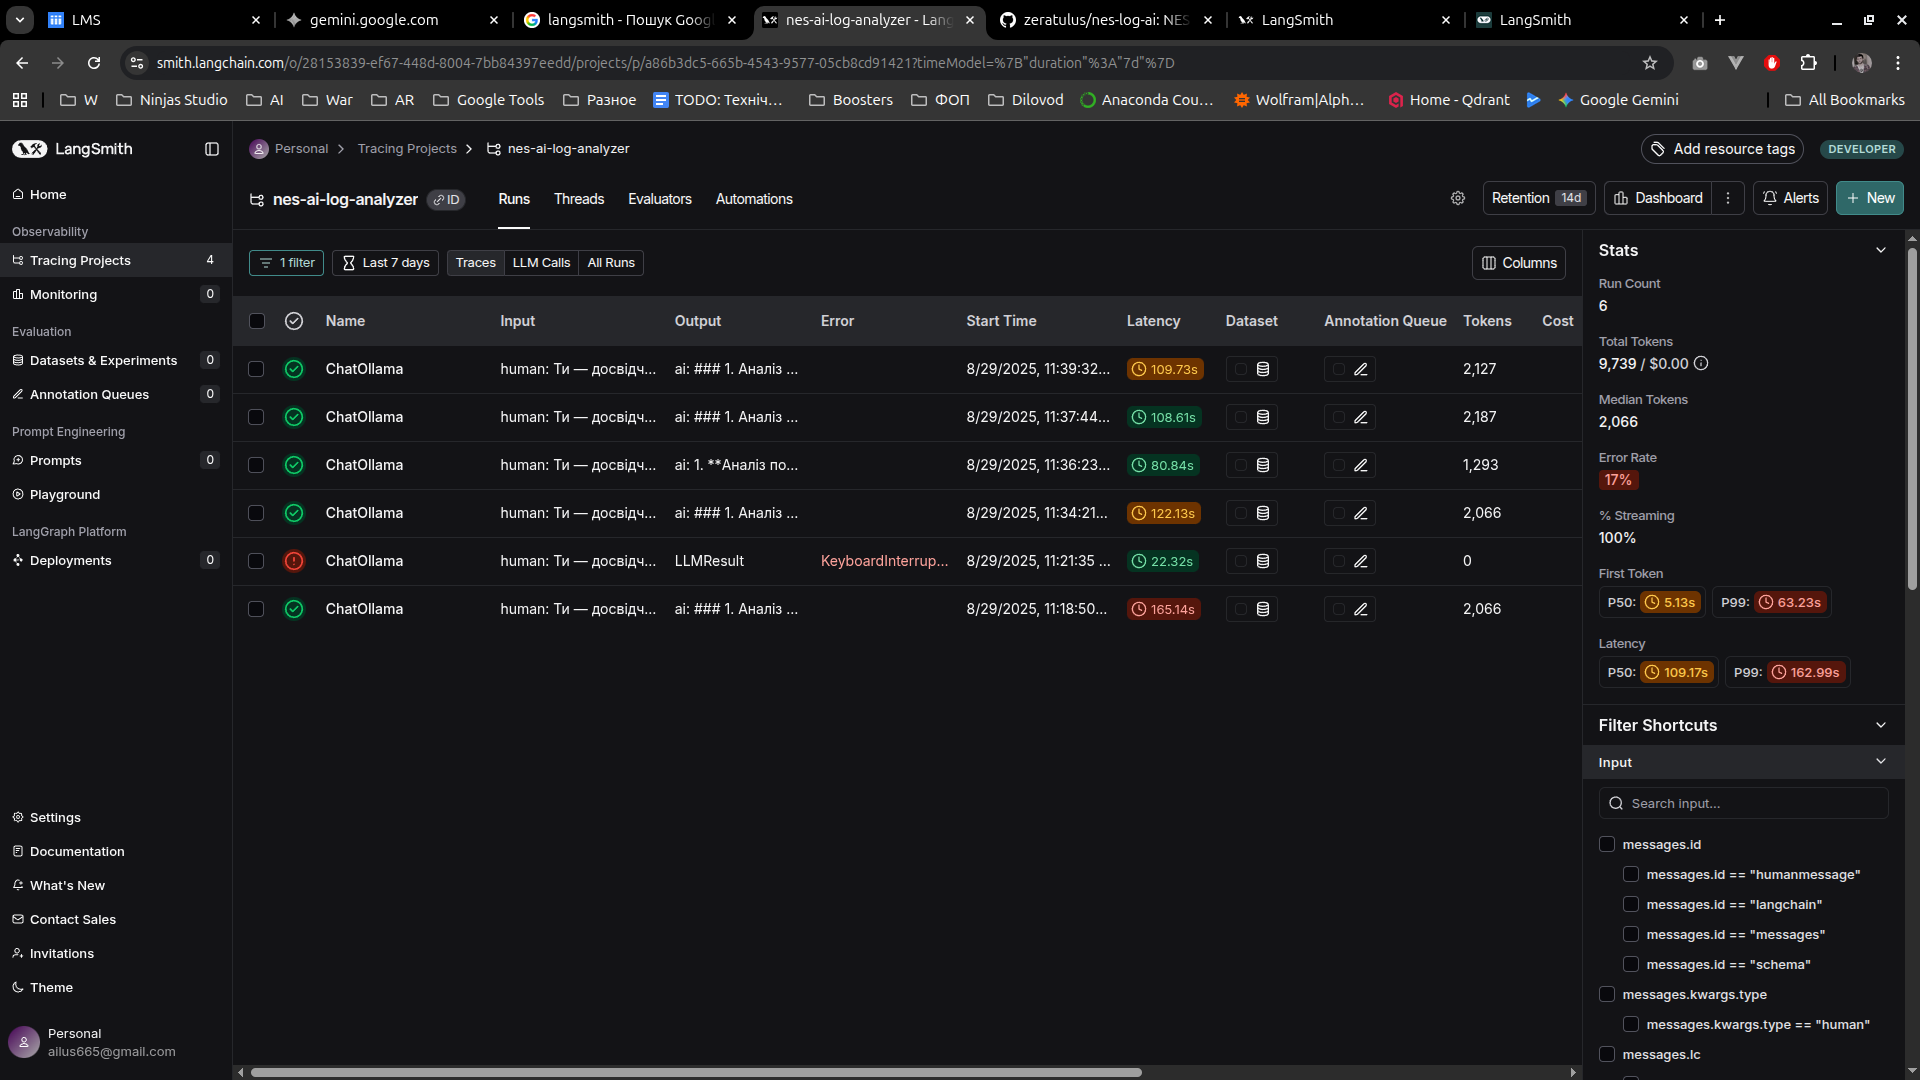 LMS
gemini.google.com
langsmith - Пошук Goog
nes-ai-log-analyzer - Lang
zeratulus/nes-log-ai: NES
LangSmith
LangSmith
smith.langchain.com/o/28153839-ef67-448d-8004-7bb84397eedd/projects/p/a86b3dc5-665b-4543-9577-05cb8cd91421?timeModel=%7B"duration"%3A"7d"%7D
W
Ninjas Studio
AI
War
AR
Google Tools
Разное
TODO: Техніч...
Boosters
ФОП
Dilovod
Anaconda Cou...
Wolfram|Alph...
Home - Qdrant
Google Gemini
All Bookmarks
LangSmith
Personal
Tracing Projects
nes-ai-log-analyzer
Add resource tags
DEVELOPER
Home
nes-ai-log-analyzer
ID
Runs
Threads
Evaluators
Automations
Retention 14d
Dashboard
Alerts
+ New
Observability
Tracing Projects 4
Monitoring 0
Evaluation
Datasets & Experiments 0
Annotation Queues 0
Prompt Engineering
Prompts 0
Playground
LangGraph Platform
Deployments 0
1 filter
Last 7 days
Traces
LLM Calls
All Runs
Columns
Name Input Output Error Start Time Latency Dataset Annotation Queue Tokens Cost
ChatOllama human: Ти — досвідч... ai: ### 1. Аналіз ... 8/29/2025, 11:39:32... 109.73s 2,127
ChatOllama human: Ти — досвідч... ai: ### 1. Аналіз ... 8/29/2025, 11:37:44... 108.61s 2,187
ChatOllama human: Ти — досвідч... ai: 1. **Аналіз по... 8/29/2025, 11:36:23... 80.84s 1,293
ChatOllama human: Ти — досвідч... ai: ### 1. Аналіз ... 8/29/2025, 11:34:21... 122.13s 2,066
ChatOllama human: Ти — досвідч... LLMResult KeyboardInterrup... 8/29/2025, 11:21:35 ... 22.32s 0
ChatOllama human: Ти — досвідч... ai: ### 1. Аналіз ... 8/29/2025, 11:18:50... 165.14s 2,066
Stats
Run Count
6
Total Tokens
9,739 / $0.00
Median Tokens
2,066
Error Rate
17%
% Streaming
100%
First Token
P50: 5.13s P99: 63.23s
Latency
P50: 109.17s P99: 162.99s
Filter Shortcuts
Input
Search input...
messages.id
messages.id == "humanmessage"
messages.id == "langchain"
messages.id == "messages"
messages.id == "schema"
messages.kwargs.type
messages.kwargs.type == "human"
messages.lc
Settings
Documentation
What's New
Contact Sales
Invitations
Theme
Personal
ailus665@gmail.com